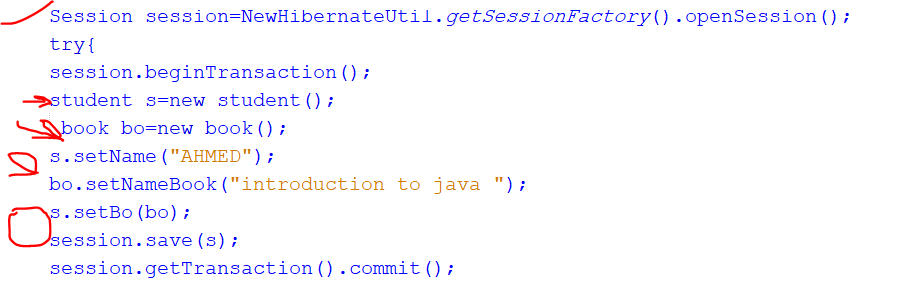 Session session=NewHibernateUtil.getSessionFactory().openSession();
try{
session.beginTransaction();
student s=new student();
book bo=new book();
s.setName("AHMED");
bo.setNameBook("introduction to java ");
s.setBo(bo);
session.save(s);
session.getTransaction().commit();